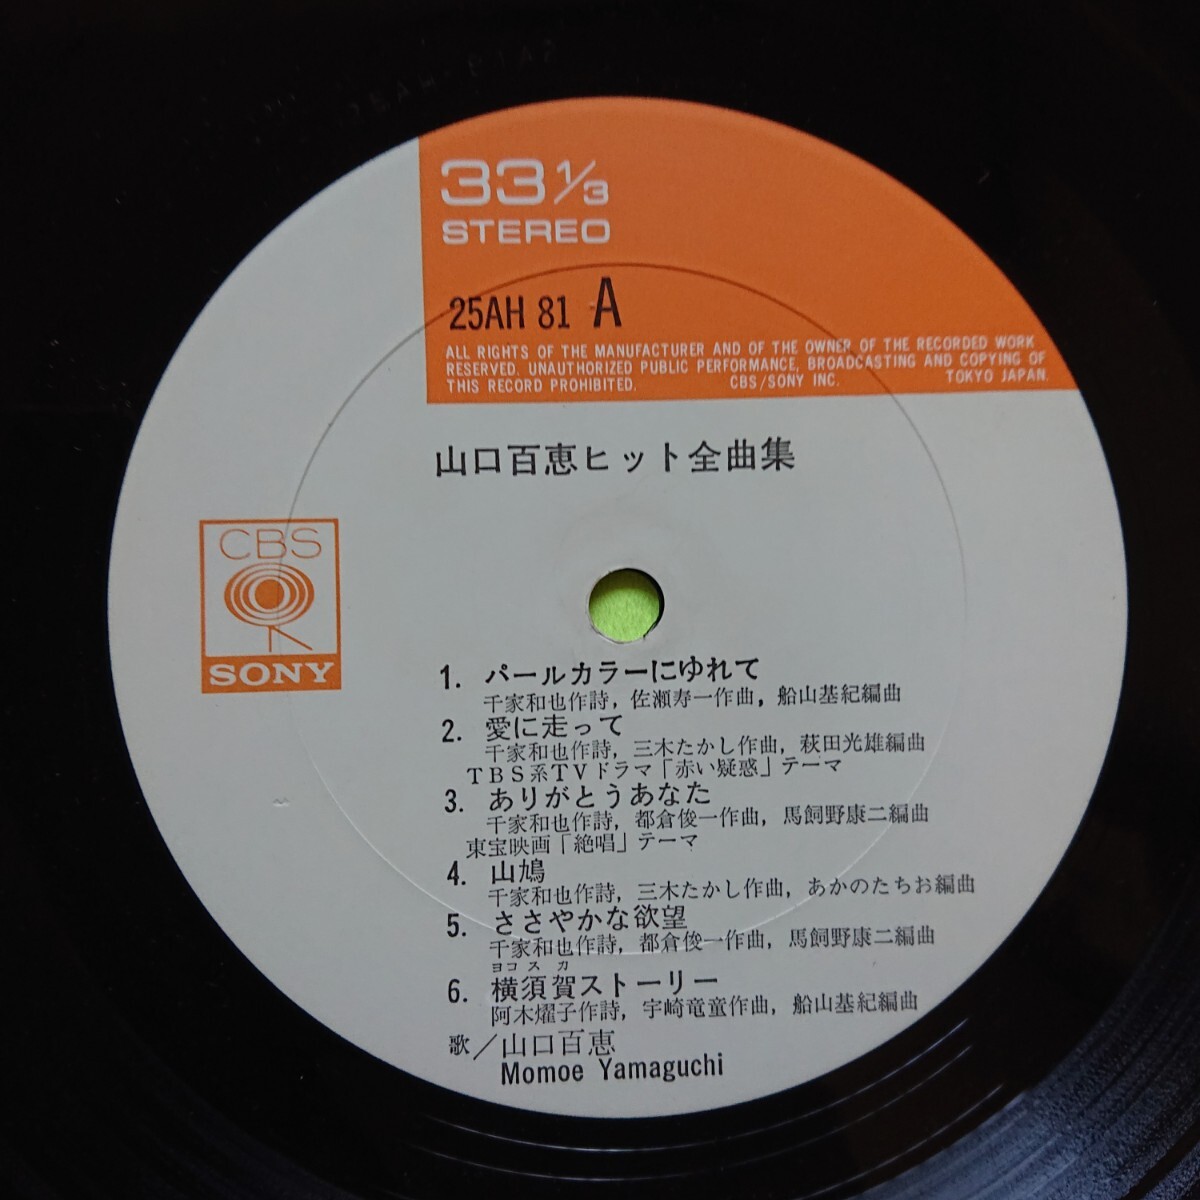 33 1/3
STEREO
25AH 81 A
ALL RIGHTS OF THE MANUFACTURER AND OF THE OWNER OF THE RECORDED WORK
RESERVED. UNAUTHORIZED PUBLIC PERFORMANCE, BROADCASTING AND COPYING OF
THIS RECORD PROHIBITED. CBS/SONY INC. TOKYO JAPAN.
山口百恵ヒット全曲集
CBS
SONY
1. パールカラーにゆれて
千家和也作詩, 佐瀬寿一作曲, 船山基紀編曲
2. 愛に走って
千家和也作詩, 三木たかし作曲, 萩田光雄編曲
TBS系TVドラマ「赤い疑惑」テーマ
3. ありがとうあなた
千家和也作詩, 都倉俊一作曲, 馬飼野康二編曲
東宝映画「絶唱」テーマ
4. 山鳩
千家和也作詩, 三木たかし作曲, あかのたちお編曲
5. ささやかな欲望
千家和也作詩, 都倉俊一作曲, 馬飼野康二編曲
ヨコスカ
6. 横須賀ストーリー
阿木燿子作詩, 宇崎竜童作曲, 船山基紀編曲
歌／山口百恵
Momoe Yamaguchi